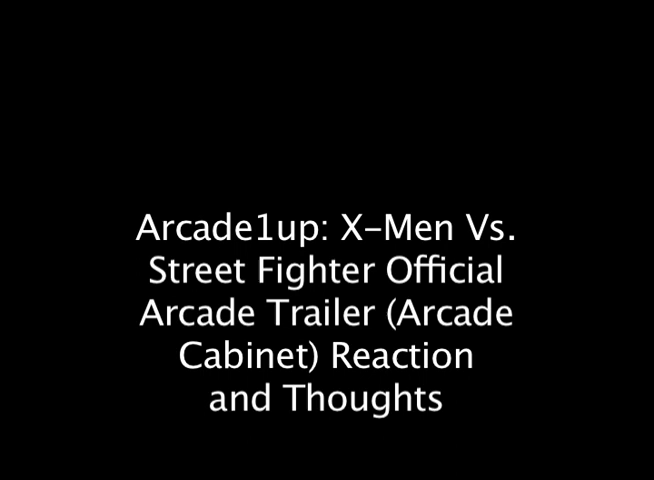 Arcade1up: X-Men Vs.
Street Fighter Official
Arcade Trailer (Arcade
Cabinet) Reaction
and Thoughts